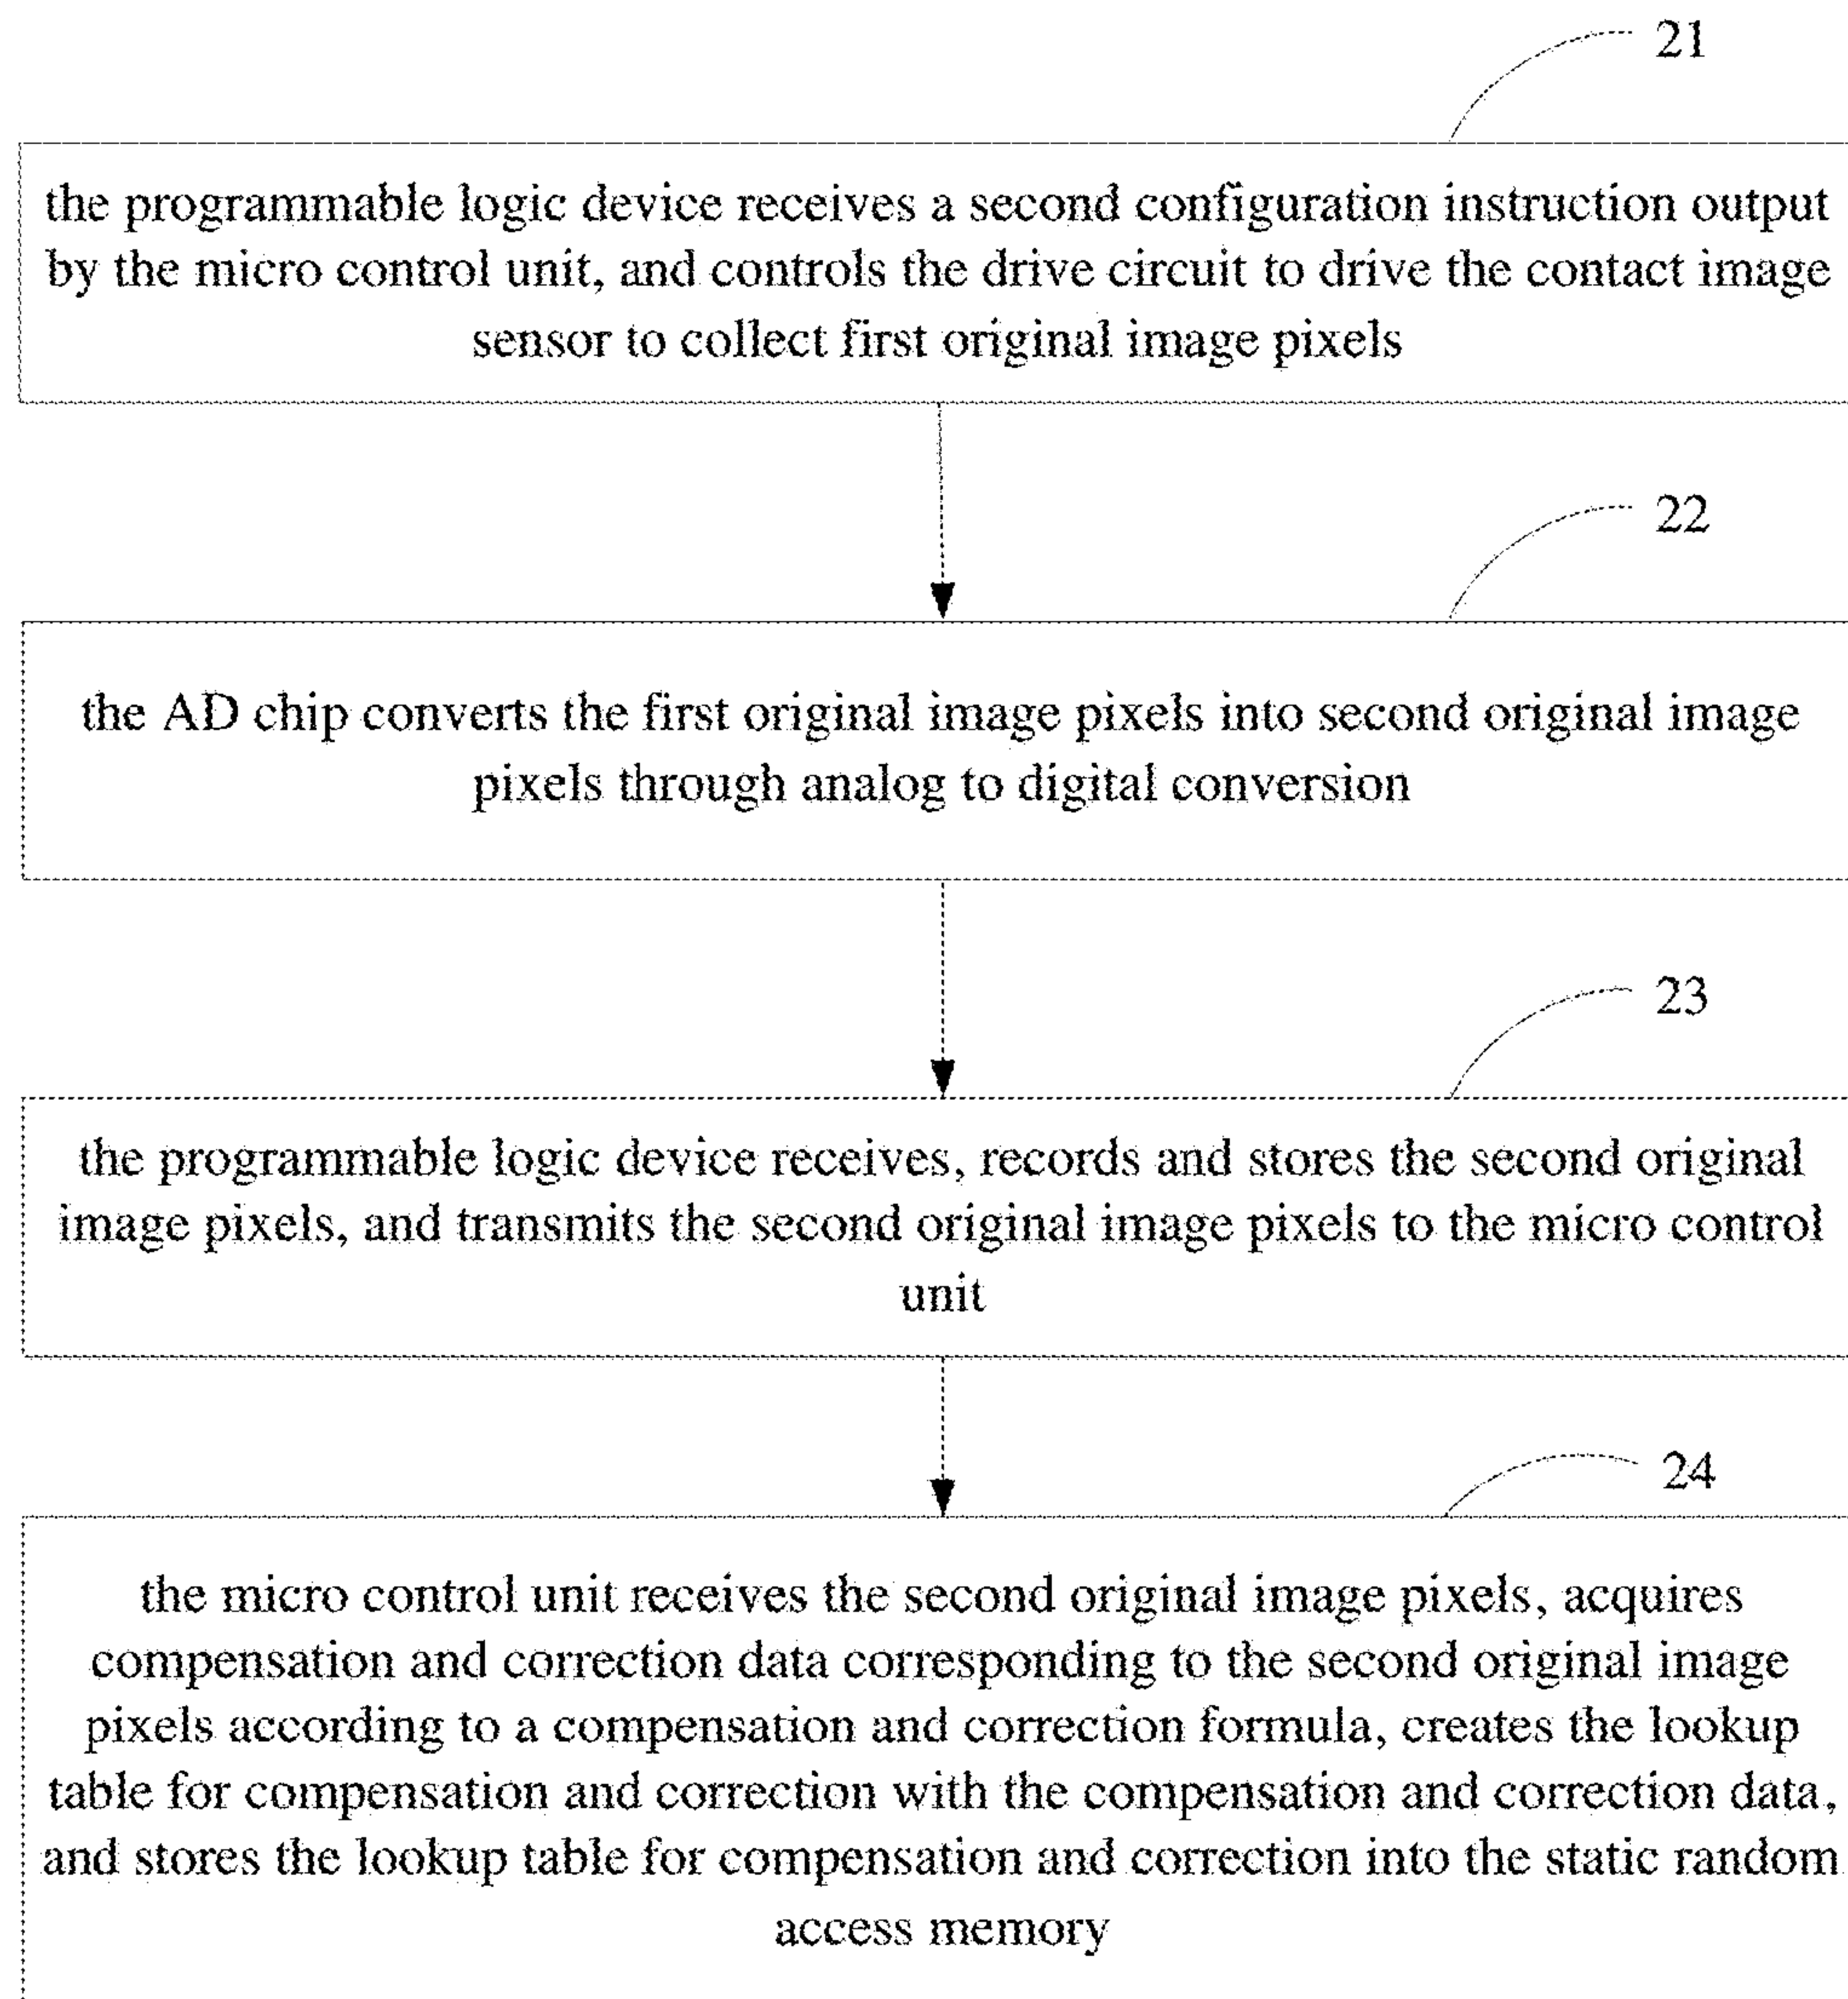 21
the programmable logic device receives a second configuration instruction output
by the micro control unit, and controls the drive circuit to drive the contact image
sensor to collect first original image pixels
22
the AD chip converts the first original image pixels into second original image
pixels through analog to digital conversion
23
the programmable logic device receives, records and stores the second original
image pixels, and transmits the second original image pixels to the micro control
unit
24
the micro control unit receives the second original image pixels, acquires
compensation and correction data corresponding to the second original image
pixels according to a compensation and correction formula, creates the lookup
table for compensation and correction with the compensation and correction data,
and stores the lookup table for compensation and correction into the static random
access memory